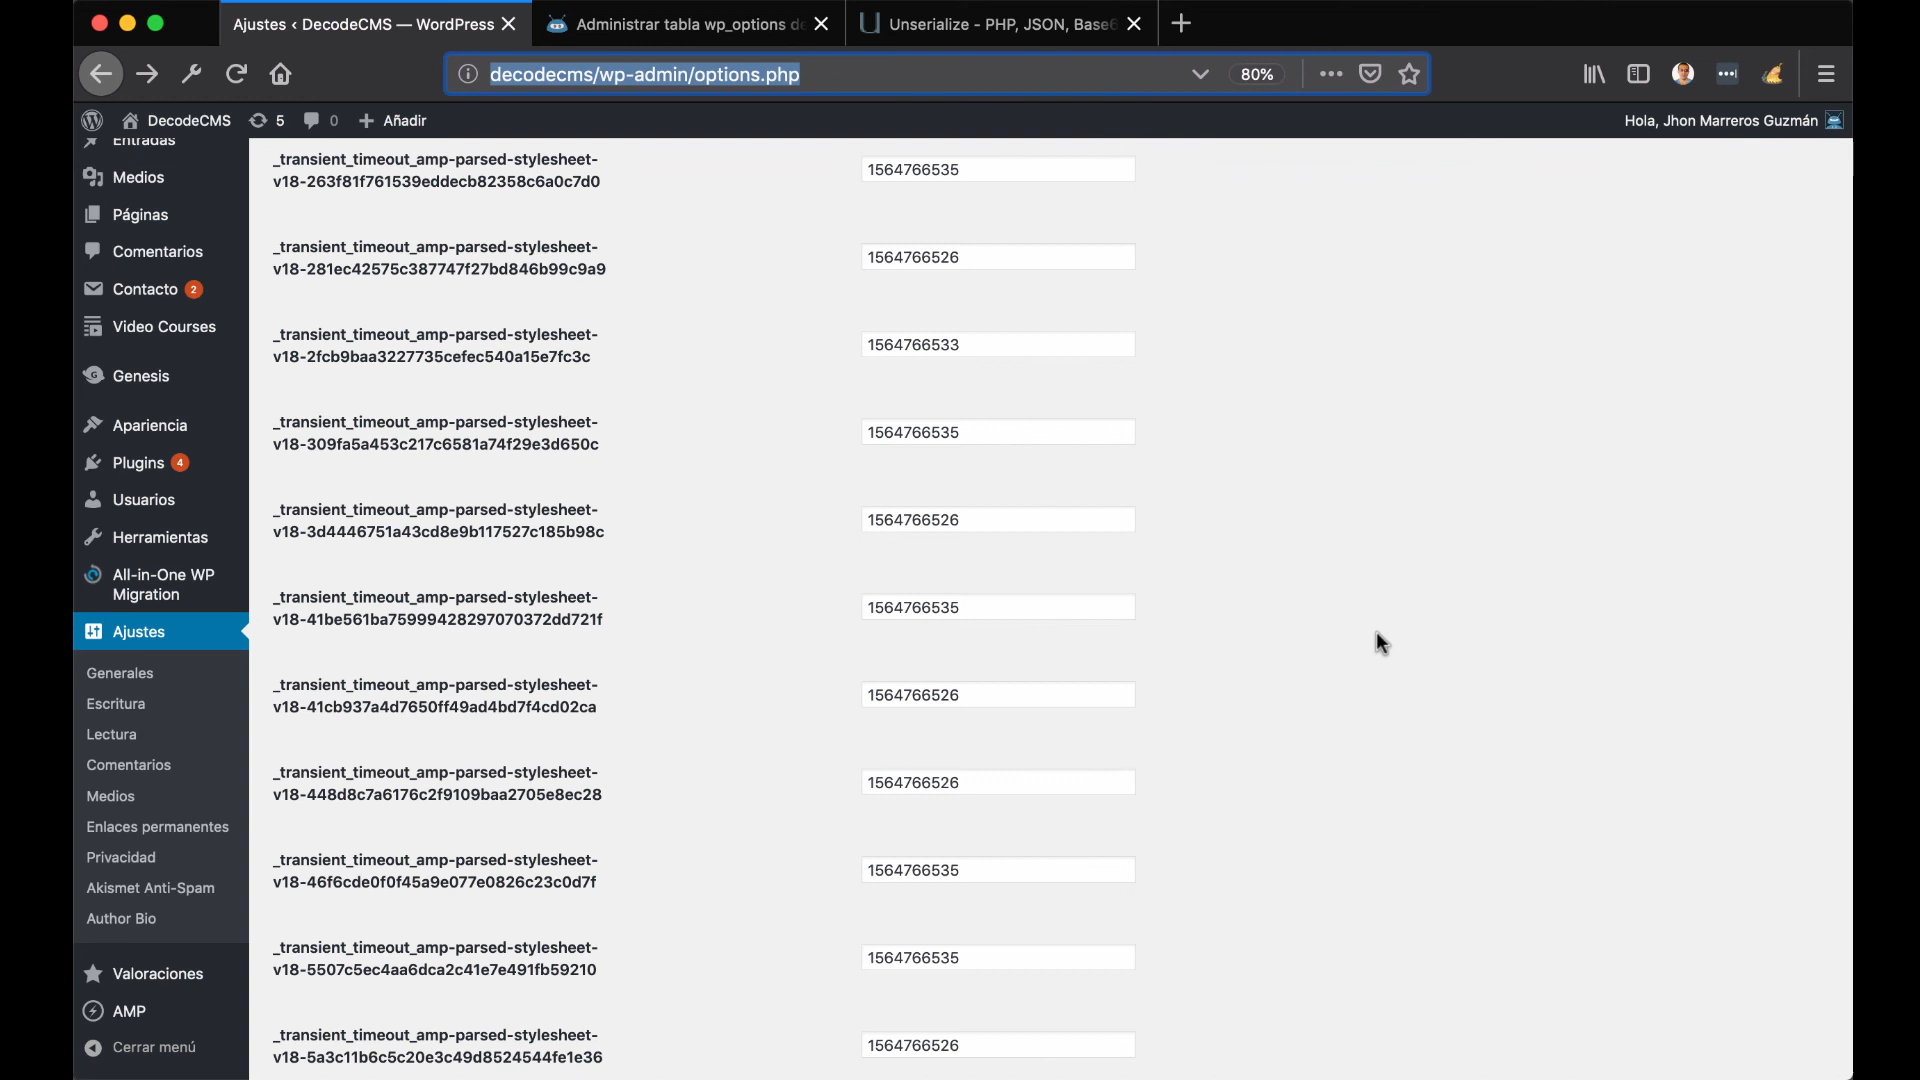 Ajustes ‹ DecodeCMS — WordPress
Administrar tabla wp_options de
Unserialize - PHP, JSON, Base6
decodecms/wp-admin/options.php
80%
DecodeCMS
5
0
Añadir
Hola, Jhon Marreros Guzmán
Entradas
Medios
Páginas
Comentarios
Contacto 2
Video Courses
Genesis
Apariencia
Plugins 4
Usuarios
Herramientas
All-in-One WP
Migration
Ajustes
Generales
Escritura
Lectura
Comentarios
Medios
Enlaces permanentes
Privacidad
Akismet Anti-Spam
Author Bio
Valoraciones
AMP
Cerrar menú
_transient_timeout_amp-parsed-stylesheet-
v18-263f81f761539eddecb82358c6a0c7d0
1564766535
_transient_timeout_amp-parsed-stylesheet-
v18-281ec42575c387747f27bd846b99c9a9
1564766526
_transient_timeout_amp-parsed-stylesheet-
v18-2fcb9baa3227735cefec540a15e7fc3c
1564766533
_transient_timeout_amp-parsed-stylesheet-
v18-309fa5a453c217c6581a74f29e3d650c
1564766535
_transient_timeout_amp-parsed-stylesheet-
v18-3d4446751a43cd8e9b117527c185b98c
1564766526
_transient_timeout_amp-parsed-stylesheet-
v18-41be561ba75999428297070372dd721f
1564766535
_transient_timeout_amp-parsed-stylesheet-
v18-41cb937a4d7650ff49ad4bd7f4cd02ca
1564766526
_transient_timeout_amp-parsed-stylesheet-
v18-448d8c7a6176c2f9109baa2705e8ec28
1564766526
_transient_timeout_amp-parsed-stylesheet-
v18-46f6cde0f0f45a9e077e0826c23c0d7f
1564766535
_transient_timeout_amp-parsed-stylesheet-
v18-5507c5ec4aa6dca2c41e7e491fb59210
1564766535
_transient_timeout_amp-parsed-stylesheet-
v18-5a3c11b6c5c20e3c49d8524544fe1e36
1564766526